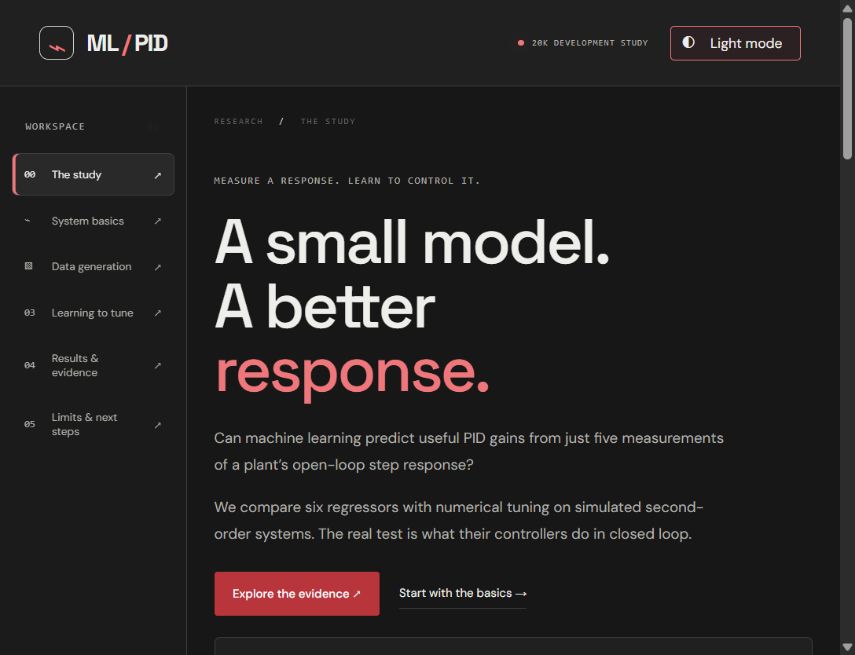 ML/PID
20K DEVELOPMENT STUDY
Light mode
WORKSPACE
00 The study ↗
System basics ↗
Data generation ↗
03 Learning to tune ↗
04 Results &
evidence ↗
05 Limits & next
steps ↗
RESEARCH / THE STUDY
MEASURE A RESPONSE. LEARN TO CONTROL IT.
A small model.
A better
response.
Can machine learning predict useful PID gains from just five measurements
of a plant's open-loop step response?
We compare six regressors with numerical tuning on simulated second-
order systems. The real test is what their controllers do in closed loop.
Explore the evidence ↗
Start with the basics →